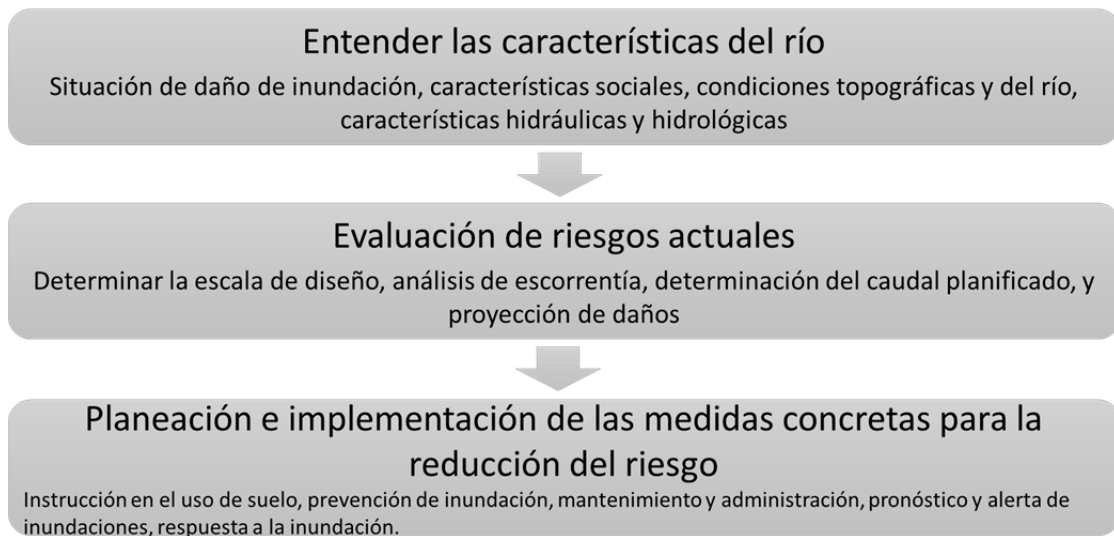 Entender las características del río
Situación de daño de inundación, características sociales, condiciones topográficas y del río,
características hidráulicas y hidrológicas
Evaluación de riesgos actuales
Determinar la escala de diseño, análisis de escorrentía, determinación del caudal planificado, y
proyección de daños
Planeación e implementación de las medidas concretas para la
reducción del riesgo
Instrucción en el uso de suelo, prevención de inundación, mantenimiento y administración, pronóstico y alerta de
inundaciones, respuesta a la inundación.